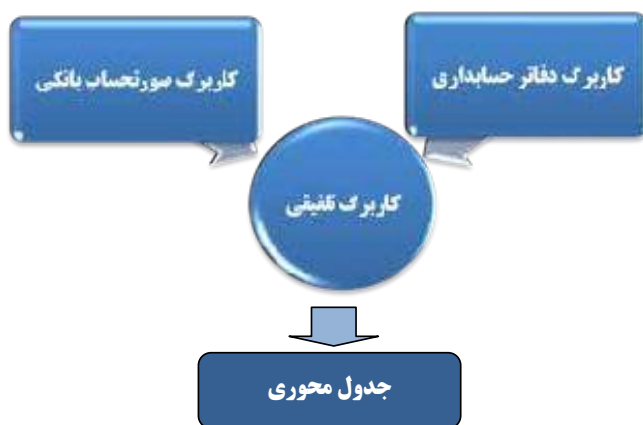 کاربرگ دفاتر حسابداری
کاربرگ صورتحساب بانکی
کاربرگ تلفیقی
جدول محوری